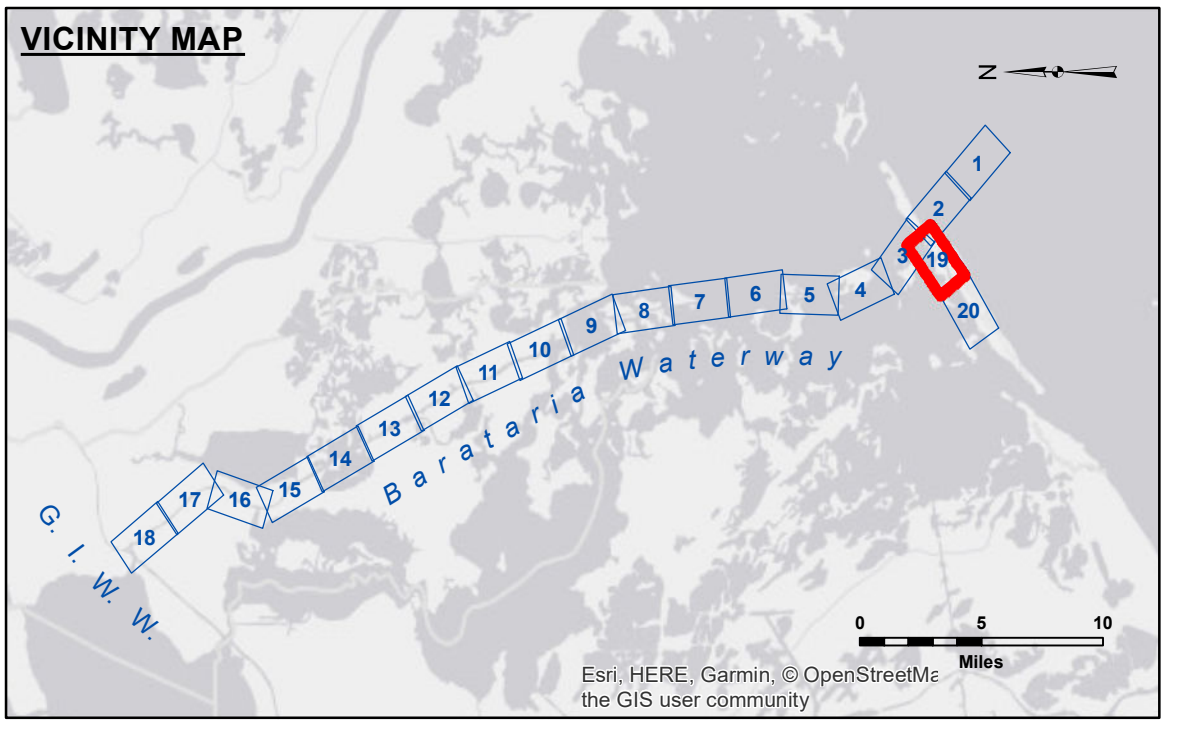 VICINITY MAP
N
1
2
3
19
4
5
6
7
8
20
9
10
11
12
13
14
15
16
17
18
Barataria Waterway
G. I. W. W.
0 5 10
Miles
Esri, HERE, Garmin, © OpenStreetMa
the GIS user community